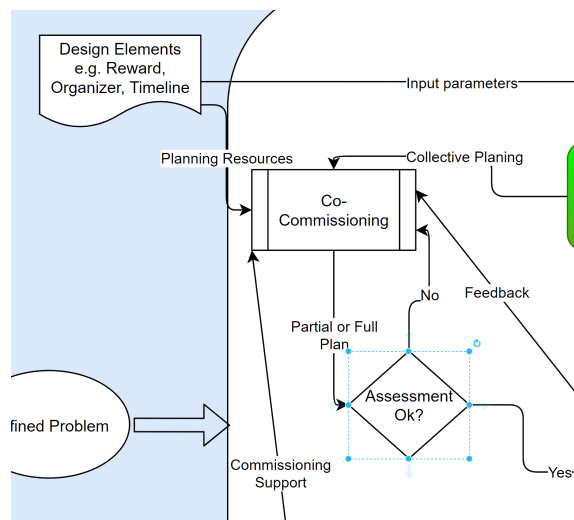 Design Elements
e.g. Reward,
Organizer, Timeline
Input parameters
Planning Resources
Collective Planing
Co-
Commissioning
No
Feedback
Partial or Full
Plan
Assessment
Ok?
fined Problem
Commissioning
Support
Yes